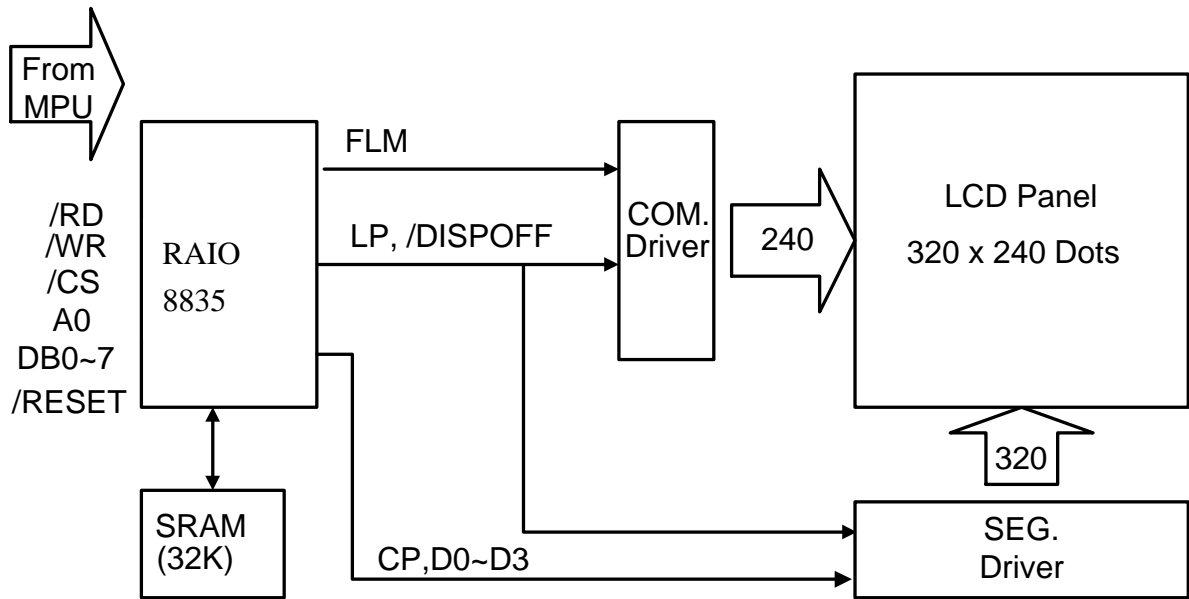 From
MPU
/RD
/WR
/CS
A0
DB0~7
/RESET
RAIO
8835
SRAM
(32K)
FLM
LP, /DISPOFF
CP,D0~D3
COM.
Driver
240
LCD Panel
320 x 240 Dots
320
SEG.
Driver